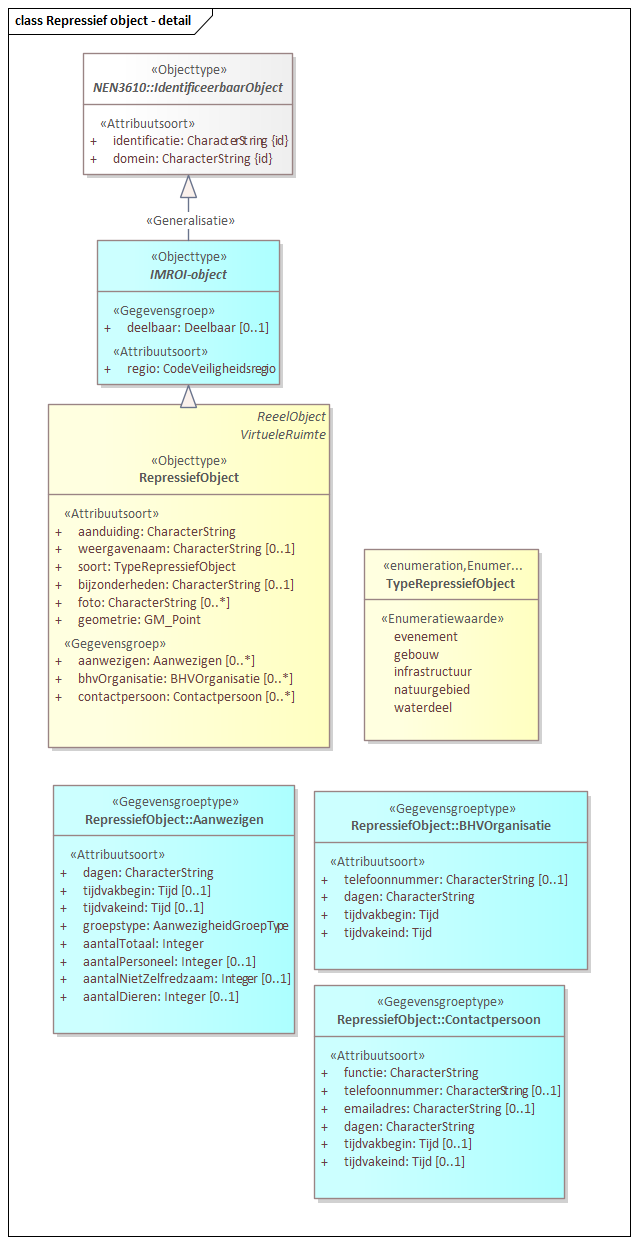 class Repressief object - detail
«Objecttype»
NEN3610::IdentificeerbaarObject
«Attribuutsoort»
+ identificatie: CharacterString {id}
+ domein: CharacterString {id}
«Generalisatie»
«Objecttype»
IMROI-object
«Gegevensgroep»
+ deelbaar: Deelbaar [0..1]
«Attribuutsoort»
+ regio: CodeVeiligheidsregio
ReeelObject
VirtueleRuimte
«Objecttype»
RepressiefObject
«Attribuutsoort»
+ aanduiding: CharacterString
+ weergavenaam: CharacterString [0..1]
+ soort: TypeRepressiefObject
+ bijzonderheden: CharacterString [0..1]
+ foto: CharacterString [0..*]
+ geometrie: GM_Point
«Gegevensgroep»
+ aanwezigen: Aanwezigen [0..*]
+ bhvOrganisatie: BHVOrganisatie [0..*]
+ contactpersoon: Contactpersoon [0..*]
«enumeration,Enumer...
TypeRepressiefObject
«Enumeratiewaarde»
evenement
gebouw
infrastructuur
natuurgebied
waterdeel
«Gegevensgroeptype»
RepressiefObject::Aanwezigen
«Attribuutsoort»
+ dagen: CharacterString
+ tijdvakbegin: Tijd [0..1]
+ tijdvakeind: Tijd [0..1]
+ groepstype: AanwezigheidGroepType
+ aantalTotaal: Integer
+ aantalPersoneel: Integer [0..1]
+ aantalNietZelfredzaam: Integer [0..1]
+ aantalDieren: Integer [0..1]
«Gegevensgroeptype»
RepressiefObject::BHVOrganisatie
«Attribuutsoort»
+ telefoonnummer: CharacterString [0..1]
+ dagen: CharacterString
+ tijdvakbegin: Tijd
+ tijdvakeind: Tijd
«Gegevensgroeptype»
RepressiefObject::Contactpersoon
«Attribuutsoort»
+ functie: CharacterString
+ telefoonnummer: CharacterString [0..1]
+ emailadres: CharacterString [0..1]
+ dagen: CharacterString
+ tijdvakbegin: Tijd [0..1]
+ tijdvakeind: Tijd [0..1]